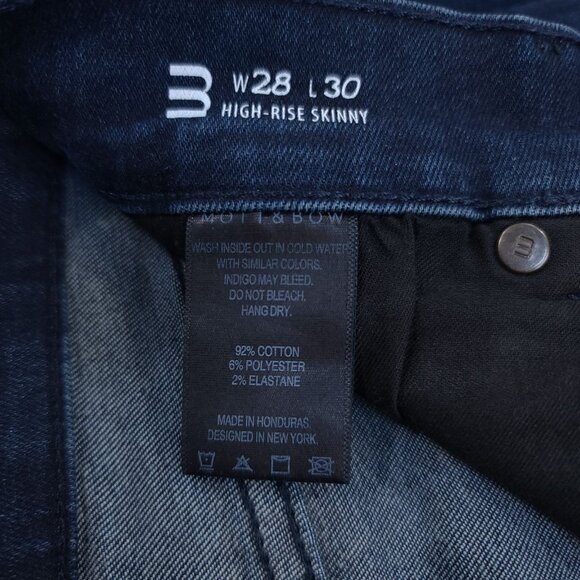 W28 L30
HIGH-RISE SKINNY
MOTT & BOW
WASH INSIDE OUT IN COLD WATER
WITH SIMILAR COLORS.
INDIGO MAY BLEED.
DO NOT BLEACH.
HANG DRY.
92% COTTON
6% POLYESTER
2% ELASTANE
MADE IN HONDURAS.
DESIGNED IN NEW YORK.